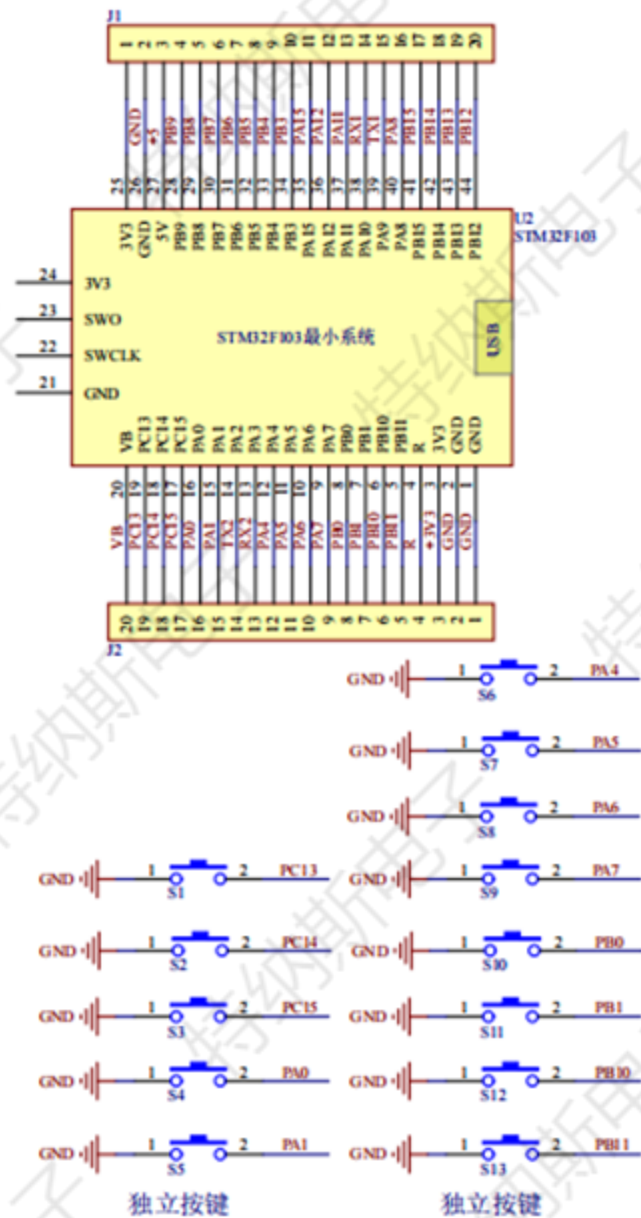 J1
1 2 3 4 5 6 7 8 9 10 11 12 13 14 15 16 17 18 19 20
GND +5 PB9 PB8 PB7 PB6 PB5 PB4 PB3 PA15 PA12 PA11 RX1 TX1 PA8 PB15 PB14 PB13 PB12
25 26 27 28 29 30 31 32 33 34 35 36 37 38 39 40 41 42 43 44
U2
STM32F103
3V3 GND 5V PB9 PB8 PB7 PB6 PB5 PB4 PB3 PA15 PA12 PA11 PA10 PA9 PA8 PB15 PB14 PB13 PB12
24 3V3
23 SWO
22 SWCLK
21 GND
STM32F103最小系统
USB
VB PC13 PC14 PC15 PA0 PA1 PA2 PA3 PA4 PA5 PA6 PA7 PB0 PB1 PB10 PB11 R 3V3 GND GND
20 19 18 17 16 15 14 13 12 11 10 9 8 7 6 5 4 3 2 1
VB PC13 PC14 PC15 PA0 PA1 TX2 RX2 PA4 PA5 PA6 PA7 PB0 PB1 PB10 PB11 R +3V3 GND GND
20 19 18 17 16 15 14 13 12 11 10 9 8 7 6 5 4 3 2 1
J2
GND 1 S6 2 PA4
GND 1 S7 2 PA5
GND 1 S8 2 PA6
GND 1 S1 2 PC13
GND 1 S9 2 PA7
GND 1 S2 2 PC14
GND 1 S10 2 PB0
GND 1 S3 2 PC15
GND 1 S11 2 PB1
GND 1 S4 2 PA0
GND 1 S12 2 PB10
GND 1 S5 2 PA1
GND 1 S13 2 PB11
独立按键
独立按键
特纳斯电子